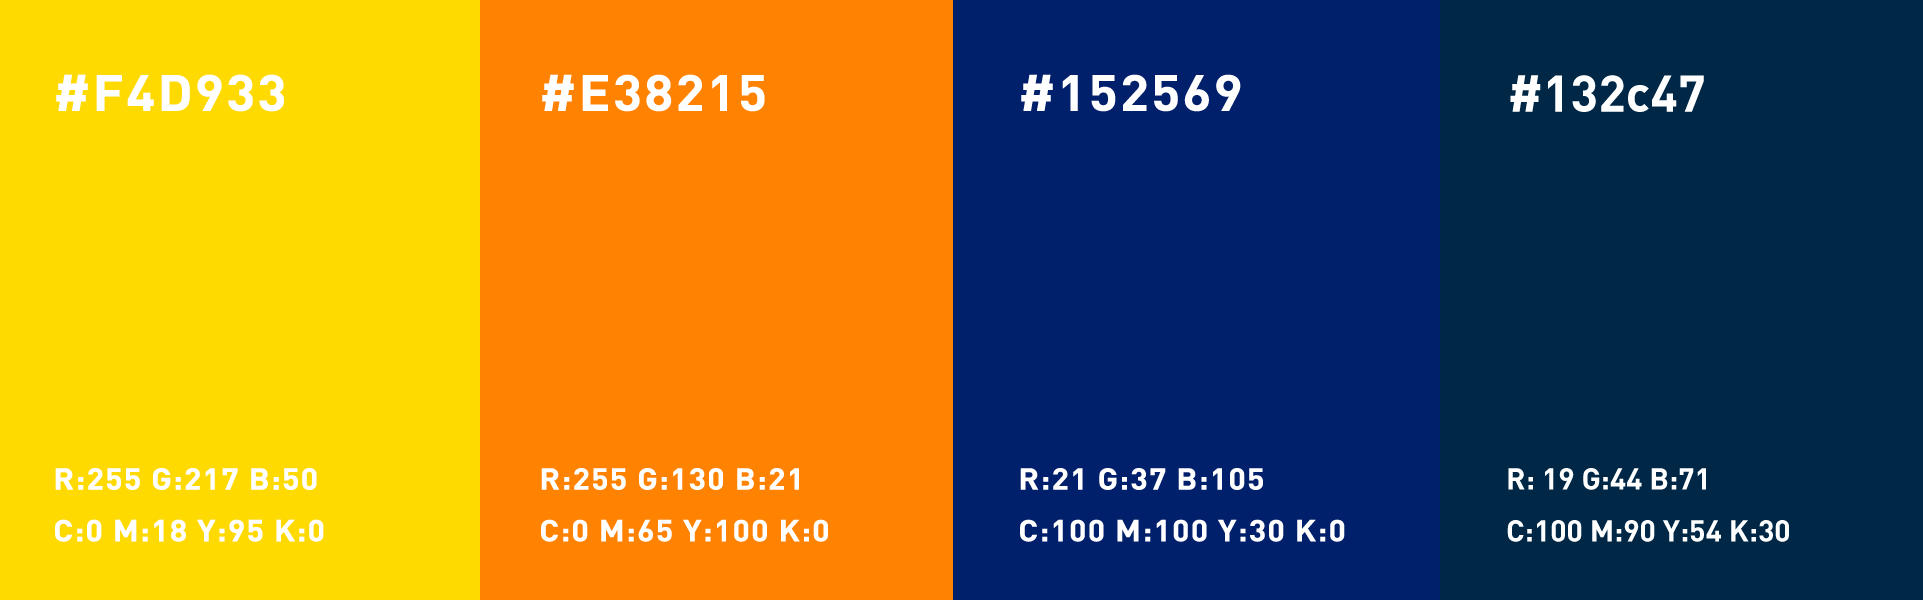 #F4D933
R:255 G:217 B:50
C:0 M:18 Y:95 K:0
#E38215
R:255 G:130 B:21
C:0 M:65 Y:100 K:0
#152569
R:21 G:37 B:105
C:100 M:100 Y:30 K:0
#132c47
R: 19 G:44 B:71
C:100 M:90 Y:54 K:30